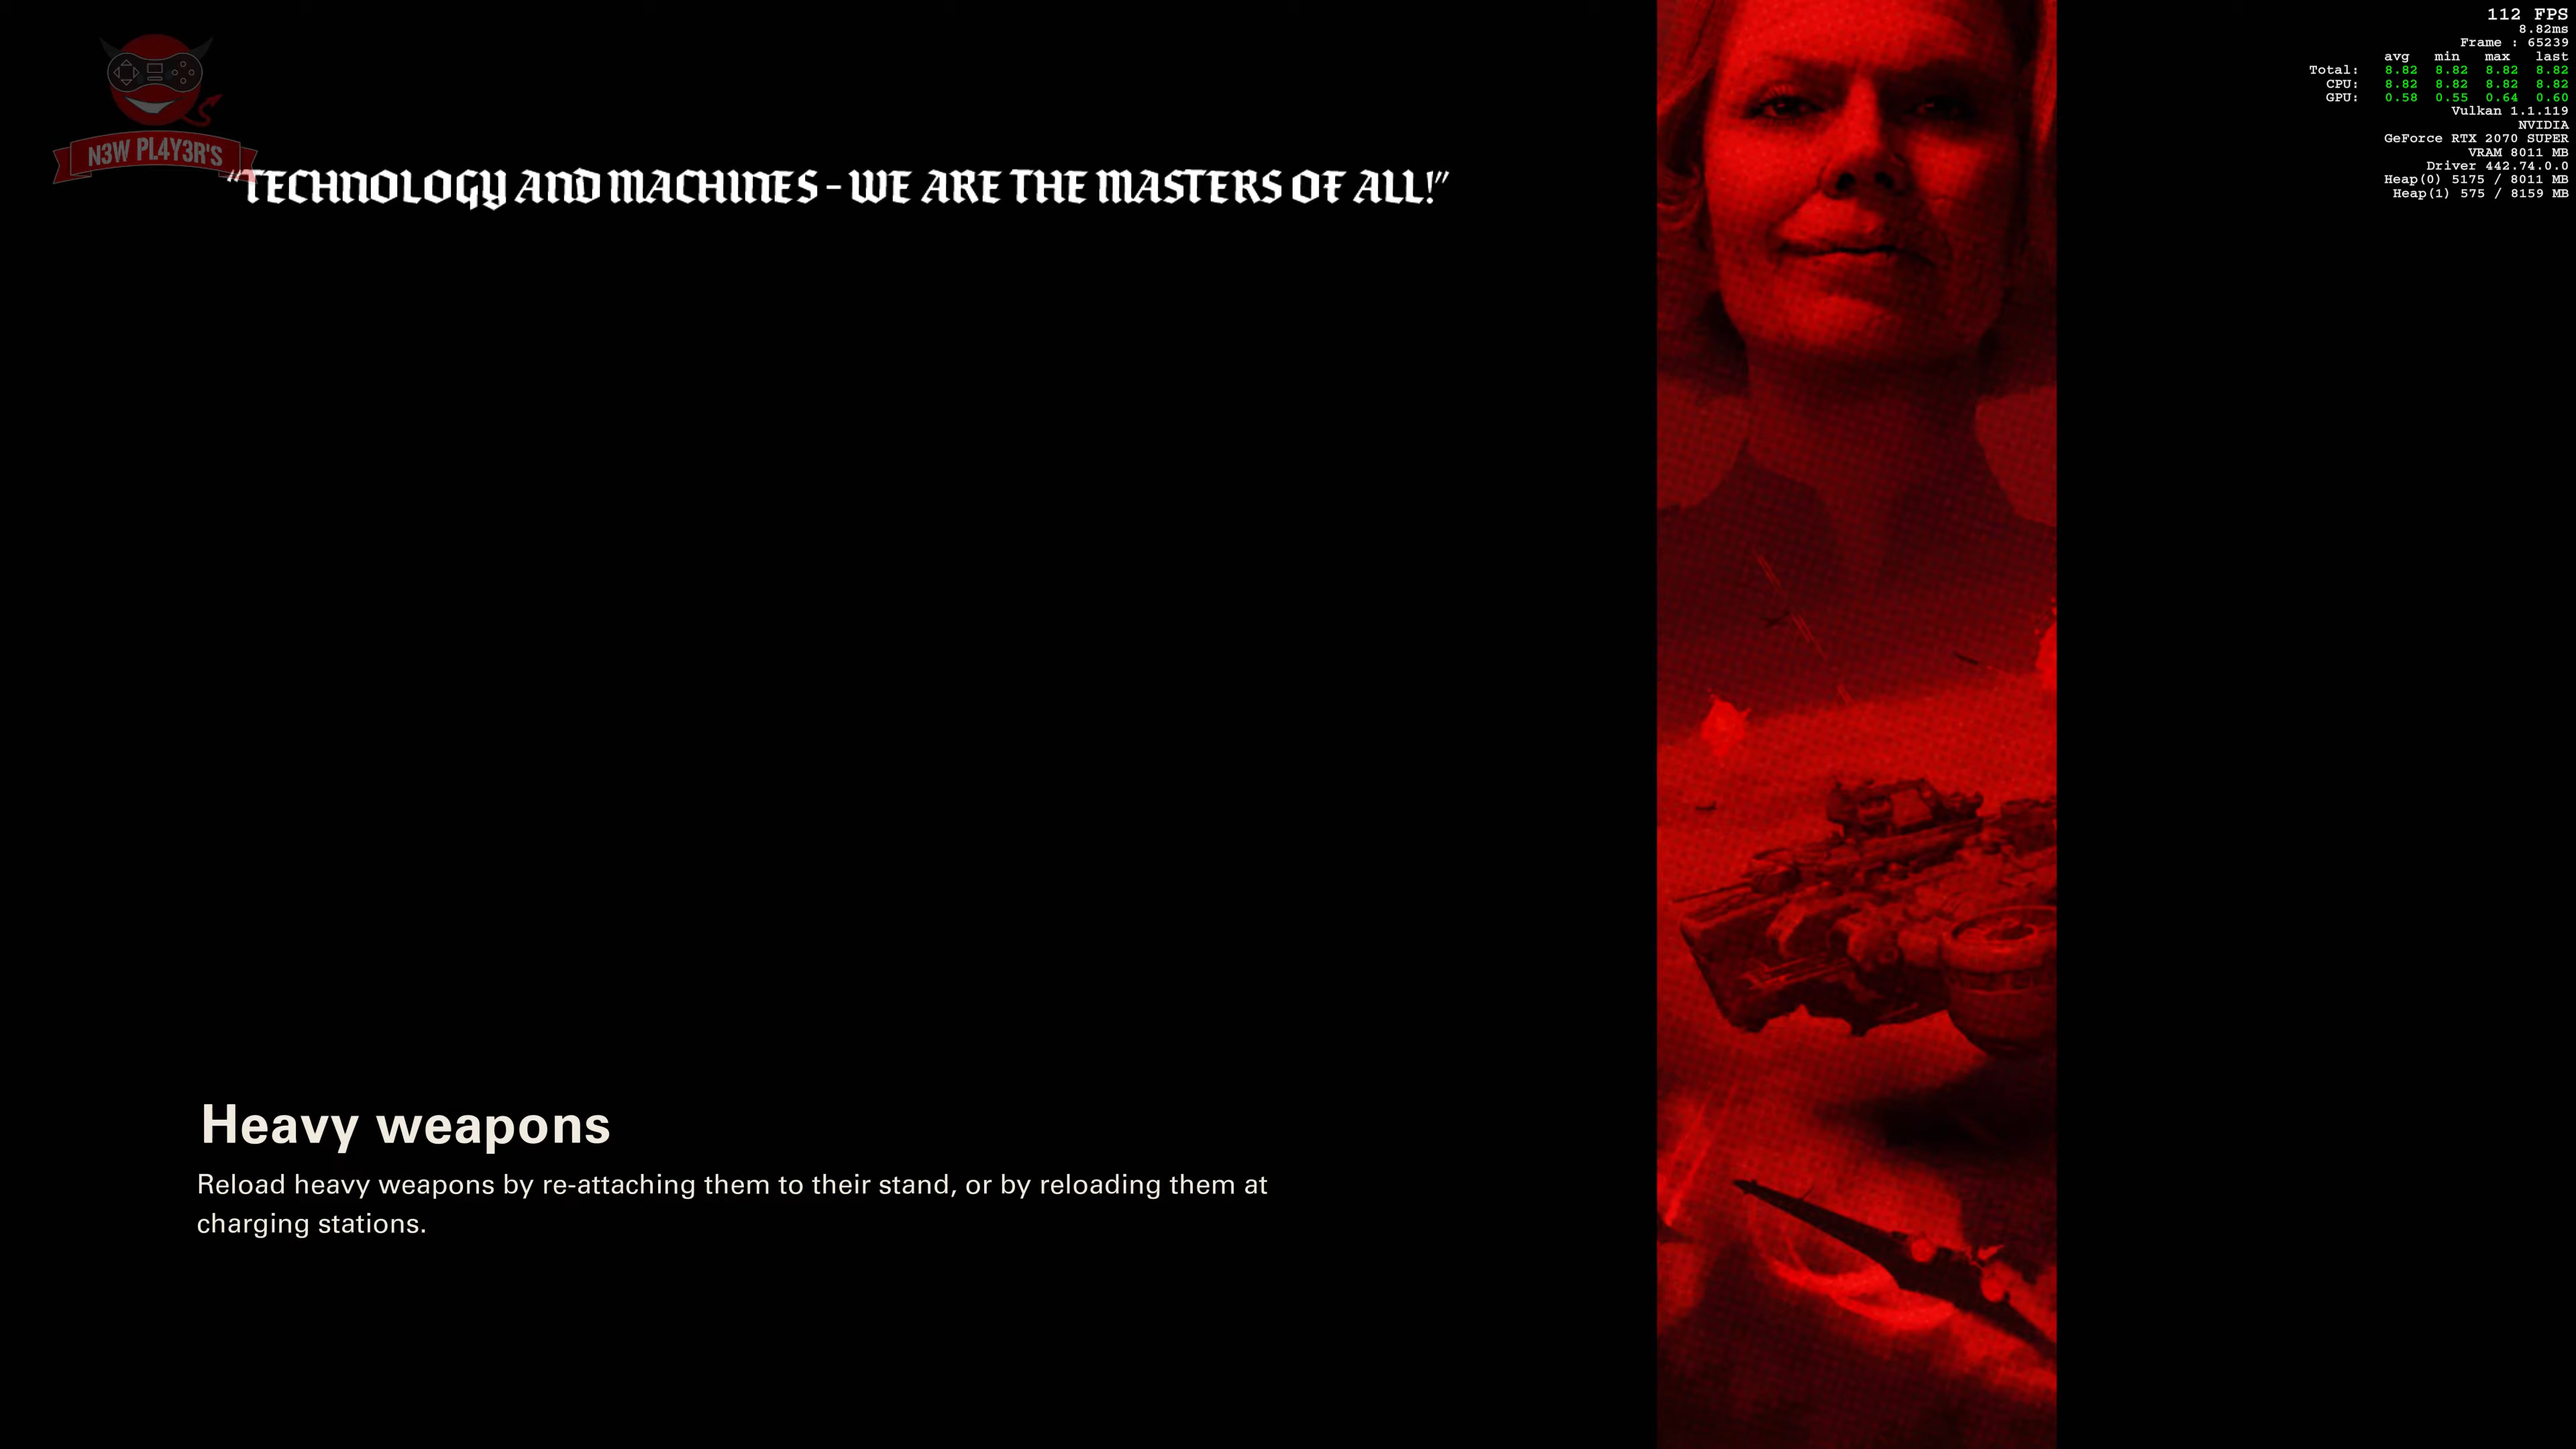 N3W PL4Y3R'S
“TECHNOLOGY AND MACHINES – WE ARE THE MASTERS OF ALL!”
112 FPS
8.82ms
Frame : 65239
avg min max last
Total: 8.82 8.82 8.82 8.82
CPU: 8.82 8.82 8.82 8.82
GPU: 0.58 0.55 0.64 0.60
Vulkan 1.1.119
NVIDIA
GeForce RTX 2070 SUPER
VRAM 8011 MB
Driver 442.74.0.0
Heap(0) 5175 / 8011 MB
Heap(1) 575 / 8159 MB
Heavy weapons
Reload heavy weapons by re-attaching them to their stand, or by reloading them at
charging stations.